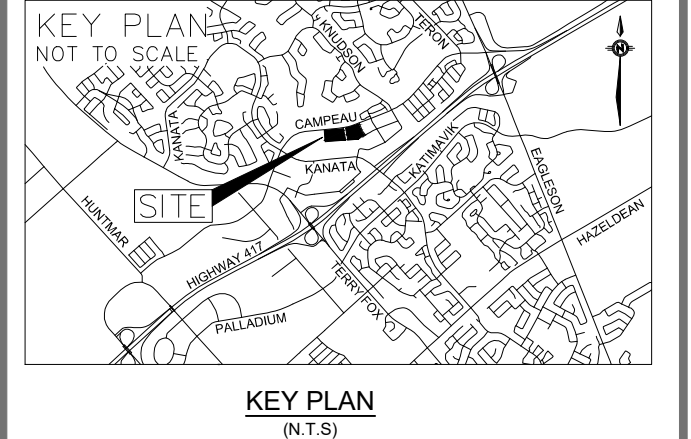 KEY PLAN
NOT TO SCALE
KNUDSON
TERON
N
KANATA
CAMPEAU
KANATA
KATIMAVIK
EAGLESON
SITE
HUNTMAR
HAZELDEAN
HIGHWAY 417
TERRY FOX
PALLADIUM
KEY PLAN
(N.T.S)